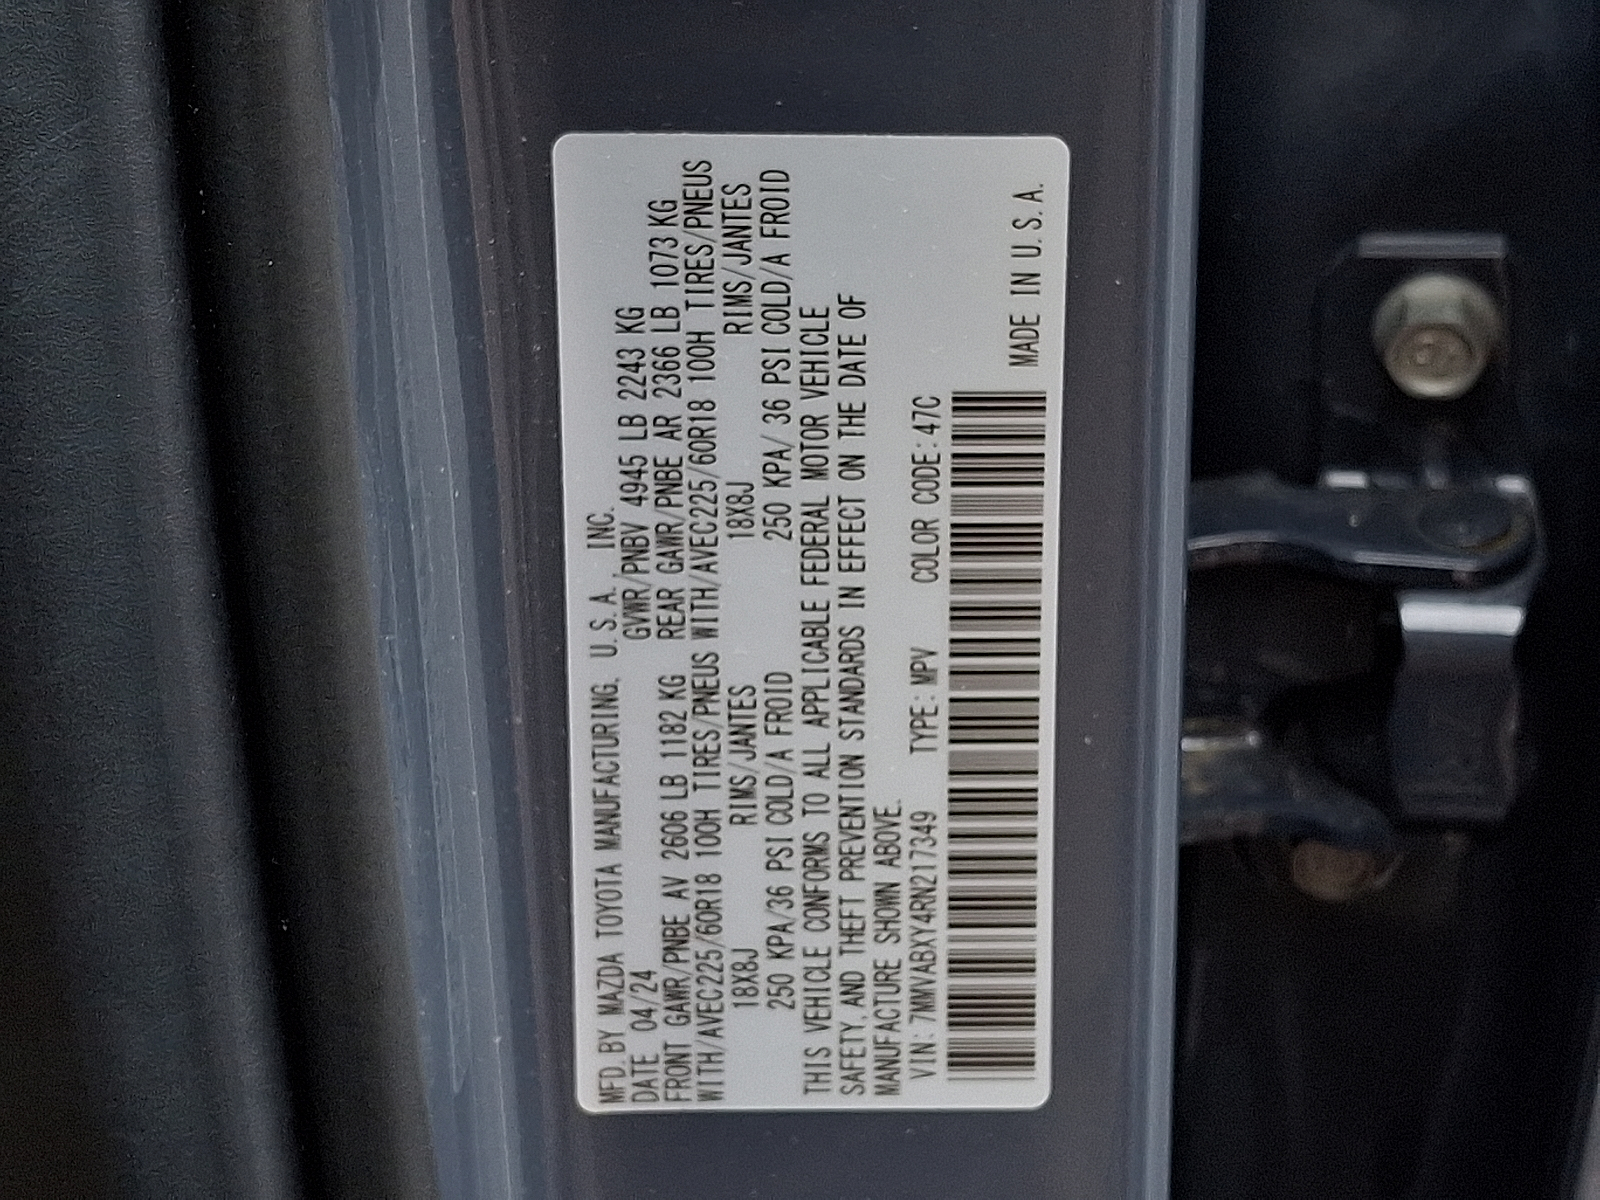 MFD. BY MAZDA TOYOTA MANUFACTURING, U.S.A., INC.
DATE 04/24 GVWR/PNBV 4945 LB 2243 KG
FRONT GAWR/PNBE AV 2606 LB 1182 KG REAR GAWR/PNBE AR 2366 LB 1073 KG
WITH/AVEC225/60R18 100H TIRES/PNEUS WITH/AVEC225/60R18 100H TIRES/PNEUS
18X8J RIMS/JANTES 18X8J RIMS/JANTES
250 KPA/36 PSI COLD/A FROID 250 KPA/ 36 PSI COLD/A FROID
THIS VEHICLE CONFORMS TO ALL APPLICABLE FEDERAL MOTOR VEHICLE
SAFETY, AND THEFT PREVENTION STANDARDS IN EFFECT ON THE DATE OF
MANUFACTURE SHOWN ABOVE.
VIN: 7MMVABXY4RN217349 TYPE: MPV COLOR CODE: 47C
MADE IN U.S.A.